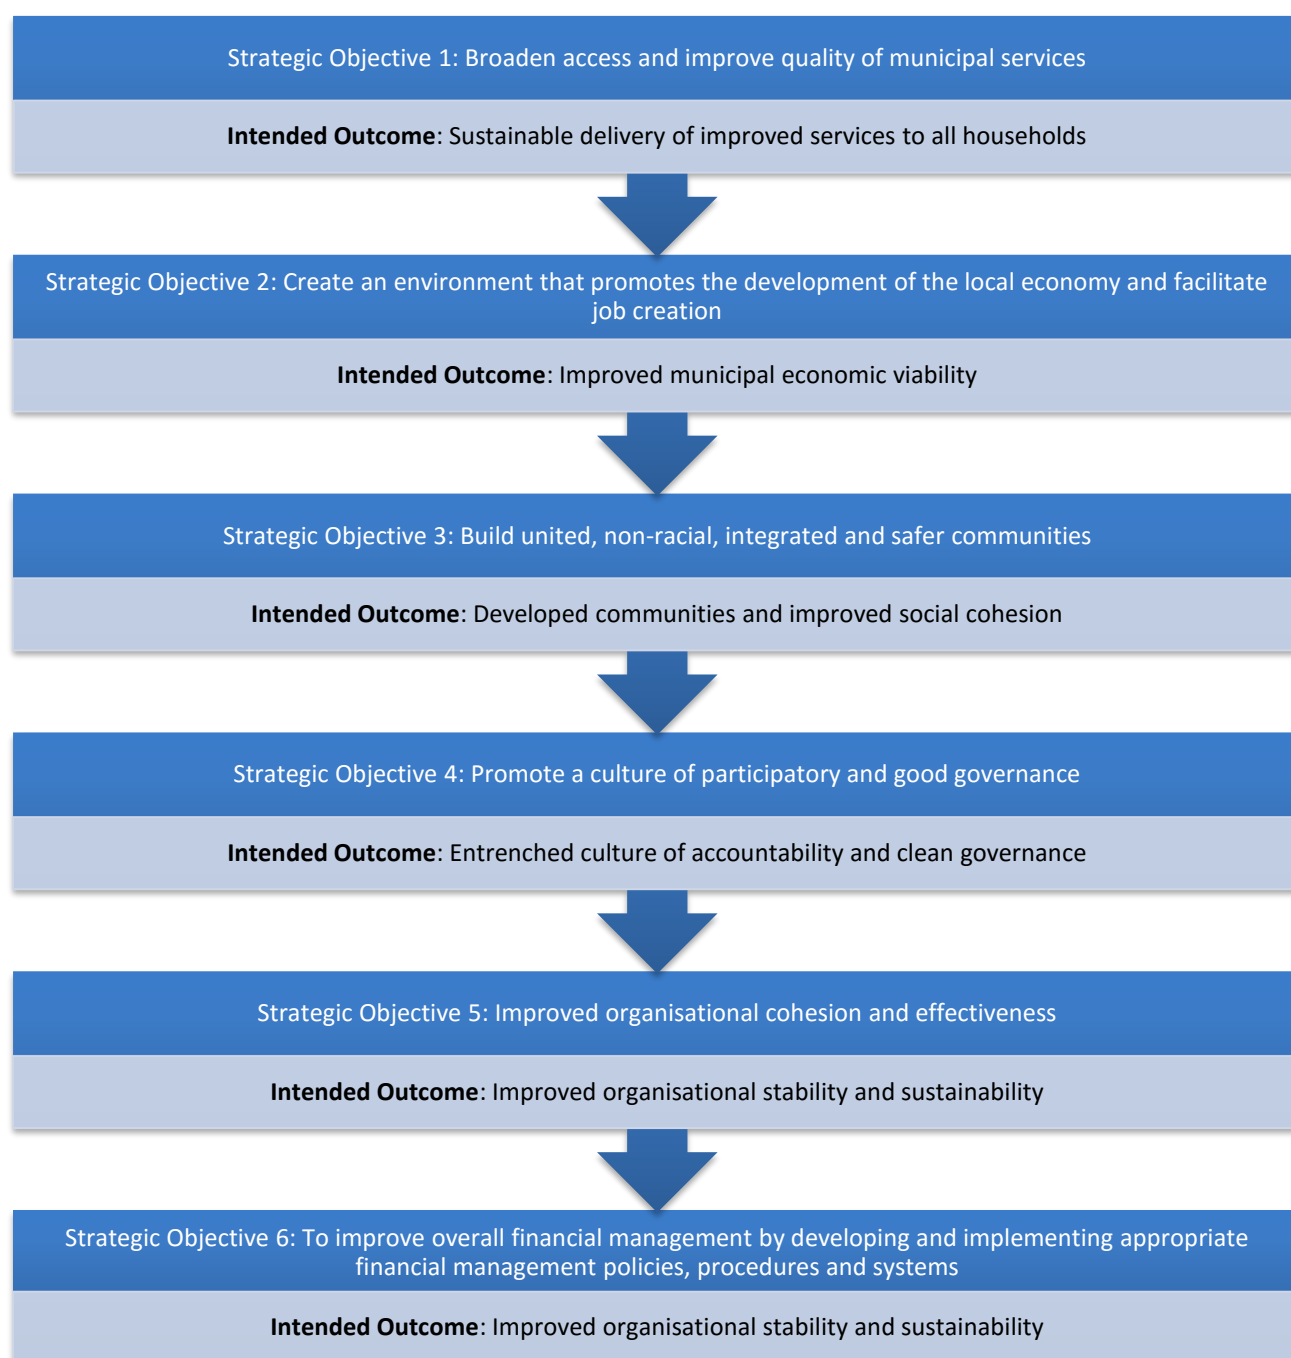 Strategic Objective 1: Broaden access and improve quality of municipal services
Intended Outcome: Sustainable delivery of improved services to all households
Strategic Objective 2: Create an environment that promotes the development of the local economy and facilitate
job creation
Intended Outcome: Improved municipal economic viability
Strategic Objective 3: Build united, non-racial, integrated and safer communities
Intended Outcome: Developed communities and improved social cohesion
Strategic Objective 4: Promote a culture of participatory and good governance
Intended Outcome: Entrenched culture of accountability and clean governance
Strategic Objective 5: Improved organisational cohesion and effectiveness
Intended Outcome: Improved organisational stability and sustainability
Strategic Objective 6: To improve overall financial management by developing and implementing appropriate
financial management policies, procedures and systems
Intended Outcome: Improved organisational stability and sustainability